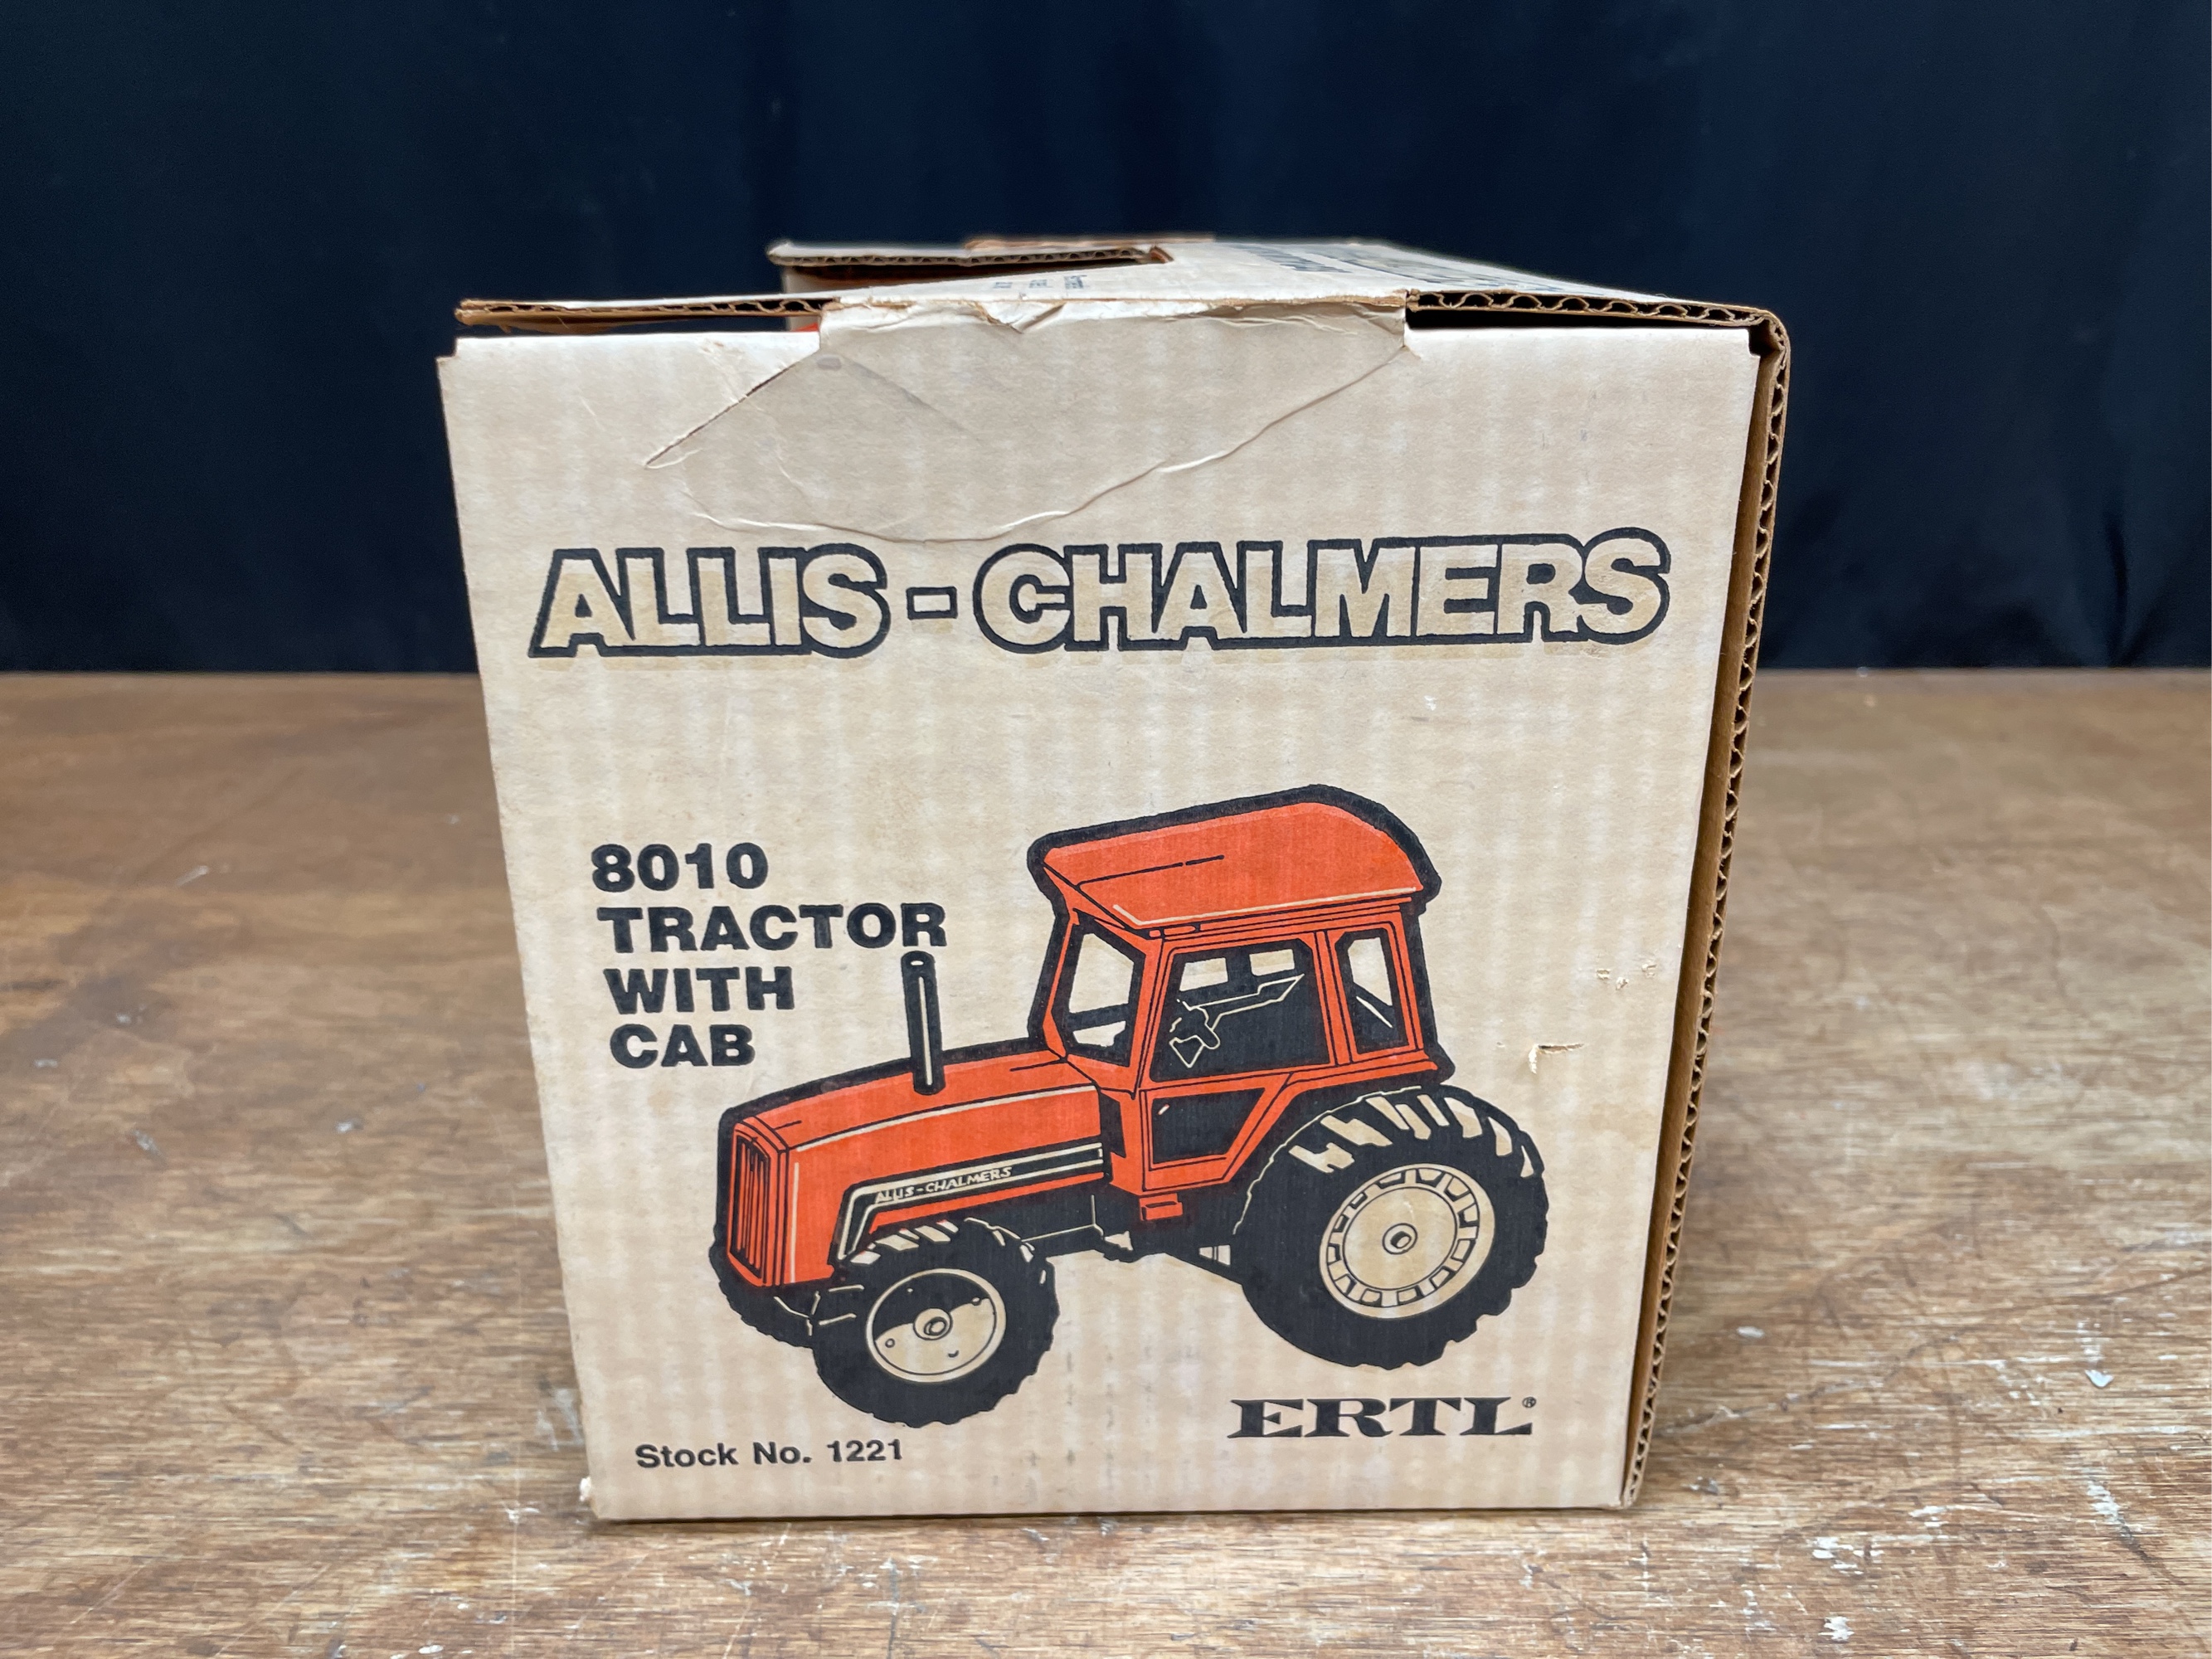 ALLIS-CHALMERS
8010
TRACTOR
WITH
CAB
ALLIS-CHALMERS
ERTL®
Stock No. 1221